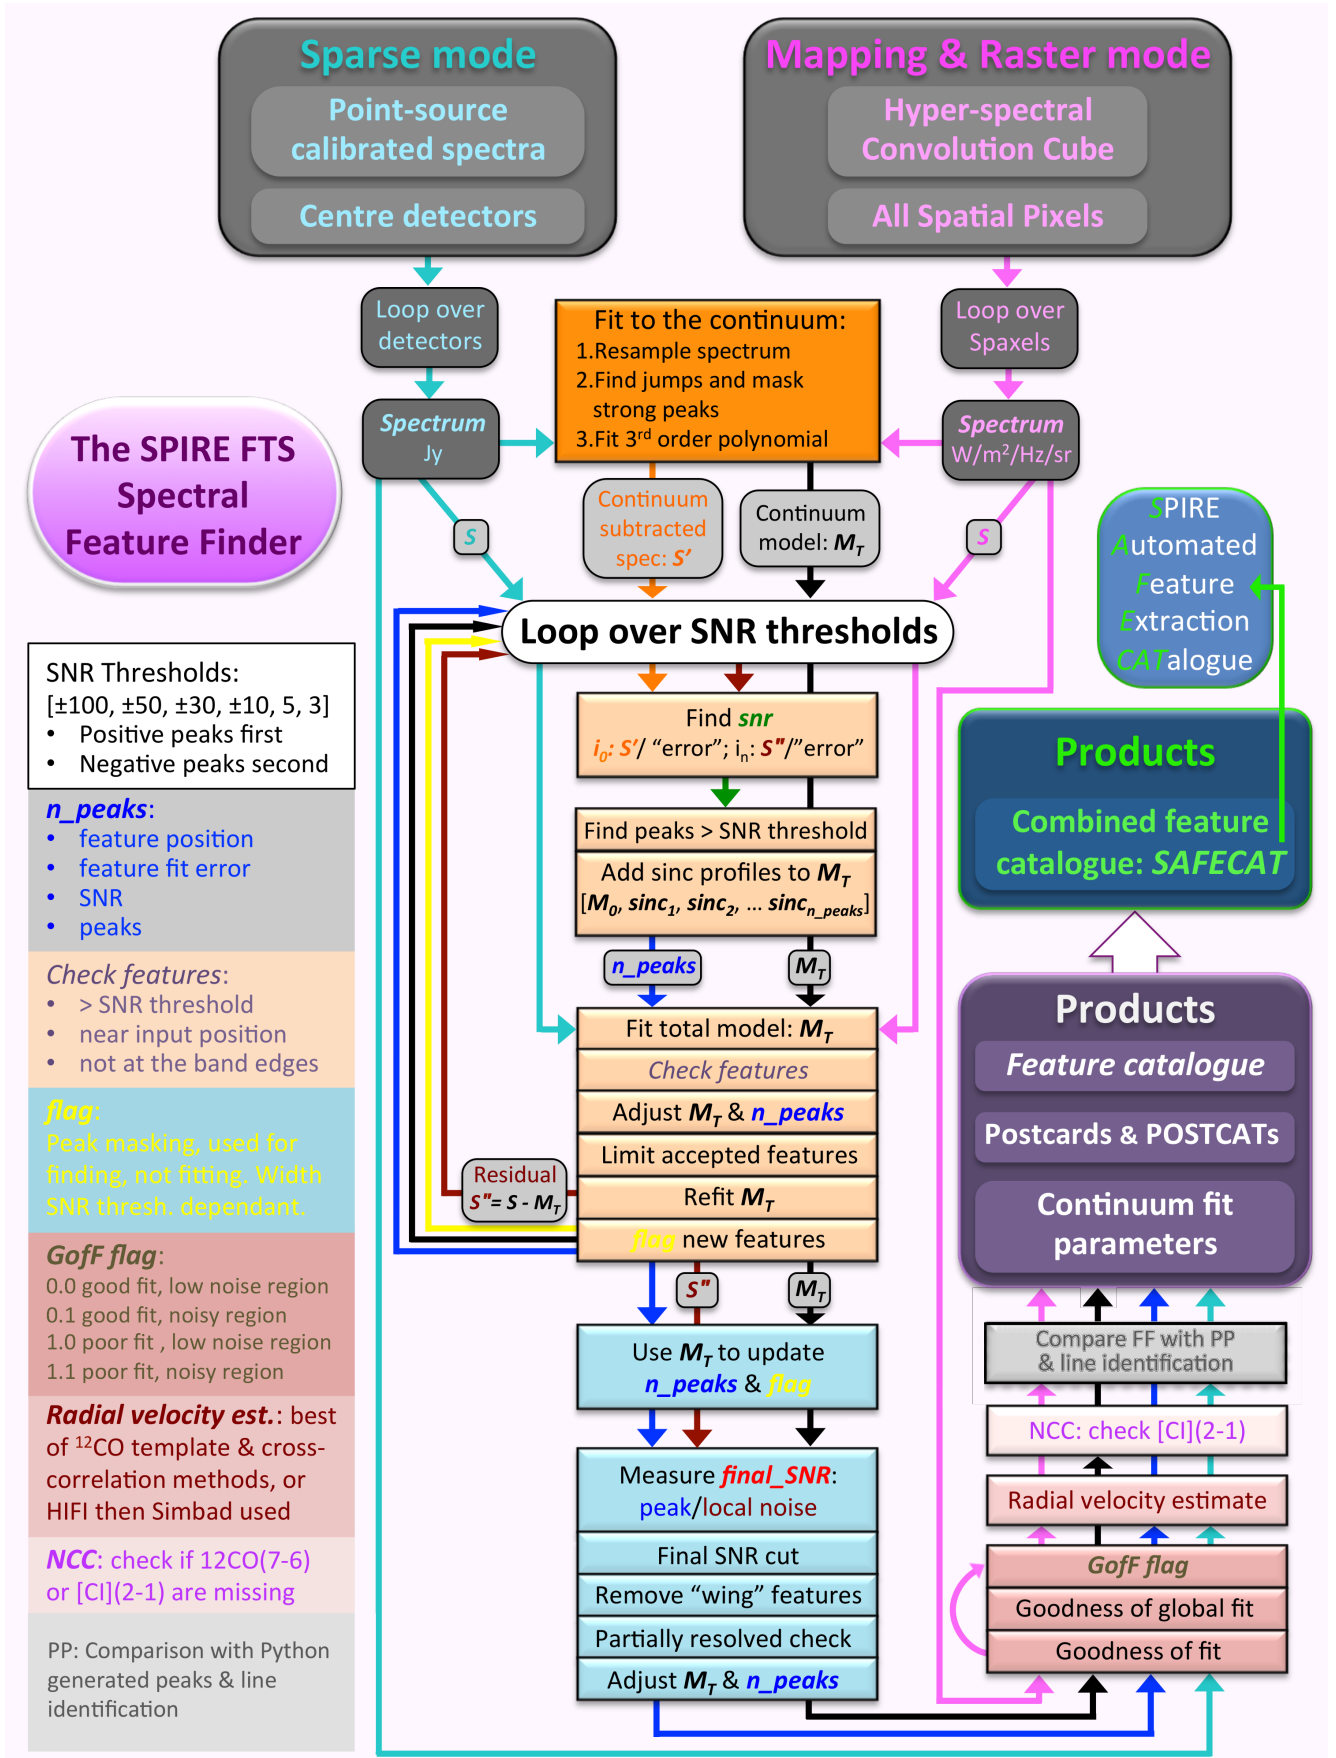 Sparse mode
Point-source
calibrated spectra
Centre detectors
Mapping & Raster mode
Hyper-spectral
Convolution Cube
All Spatial Pixels
Loop over
detectors
Spectrum
Jy
Fit to the continuum:
1.Resample spectrum
2.Find jumps and mask
strong peaks
3.Fit 3rd order polynomial
Loop over
Spaxels
Spectrum
W/m²/Hz/sr
The SPIRE FTS
Spectral
Feature Finder
S
Continuum
subtracted
spec: S'
Continuum
model: M_T
S
SPIRE
Automated
Feature
Extraction
CATalogue
Loop over SNR thresholds
SNR Thresholds:
[±100, ±50, ±30, ±10, 5, 3]
• Positive peaks first
• Negative peaks second
n_peaks:
• feature position
• feature fit error
• SNR
• peaks
Check features:
• > SNR threshold
• near input position
• not at the band edges
flag:
Peak masking, used for
finding, not fitting. Width
SNR thresh. dependant.
GofF flag:
0.0 good fit, low noise region
0.1 good fit, noisy region
1.0 poor fit , low noise region
1.1 poor fit, noisy region
Radial velocity est.: best
of ¹²CO template & cross-
correlation methods, or
HIFI then Simbad used
NCC: check if 12CO(7-6)
or [CI](2-1) are missing
PP: Comparison with Python
generated peaks & line
identification
Find snr
i₀: S'/ “error”; iₙ: S"/”error”
Find peaks > SNR threshold
Add sinc profiles to M_T
[M₀, sinc₁, sinc₂, ... sinc_n_peaks]
n_peaks
M_T
Fit total model: M_T
Check features
Adjust M_T & n_peaks
Limit accepted features
Refit M_T
flag new features
Residual
S"= S - M_T
S"
M_T
Use M_T to update
n_peaks & flag
Measure final_SNR:
peak/local noise
Final SNR cut
Remove “wing” features
Partially resolved check
Adjust M_T & n_peaks
Products
Combined feature
catalogue: SAFECAT
Products
Feature catalogue
Postcards & POSTCATs
Continuum fit
parameters
Compare FF with PP
& line identification
NCC: check [CI](2-1)
Radial velocity estimate
GofF flag
Goodness of global fit
Goodness of fit